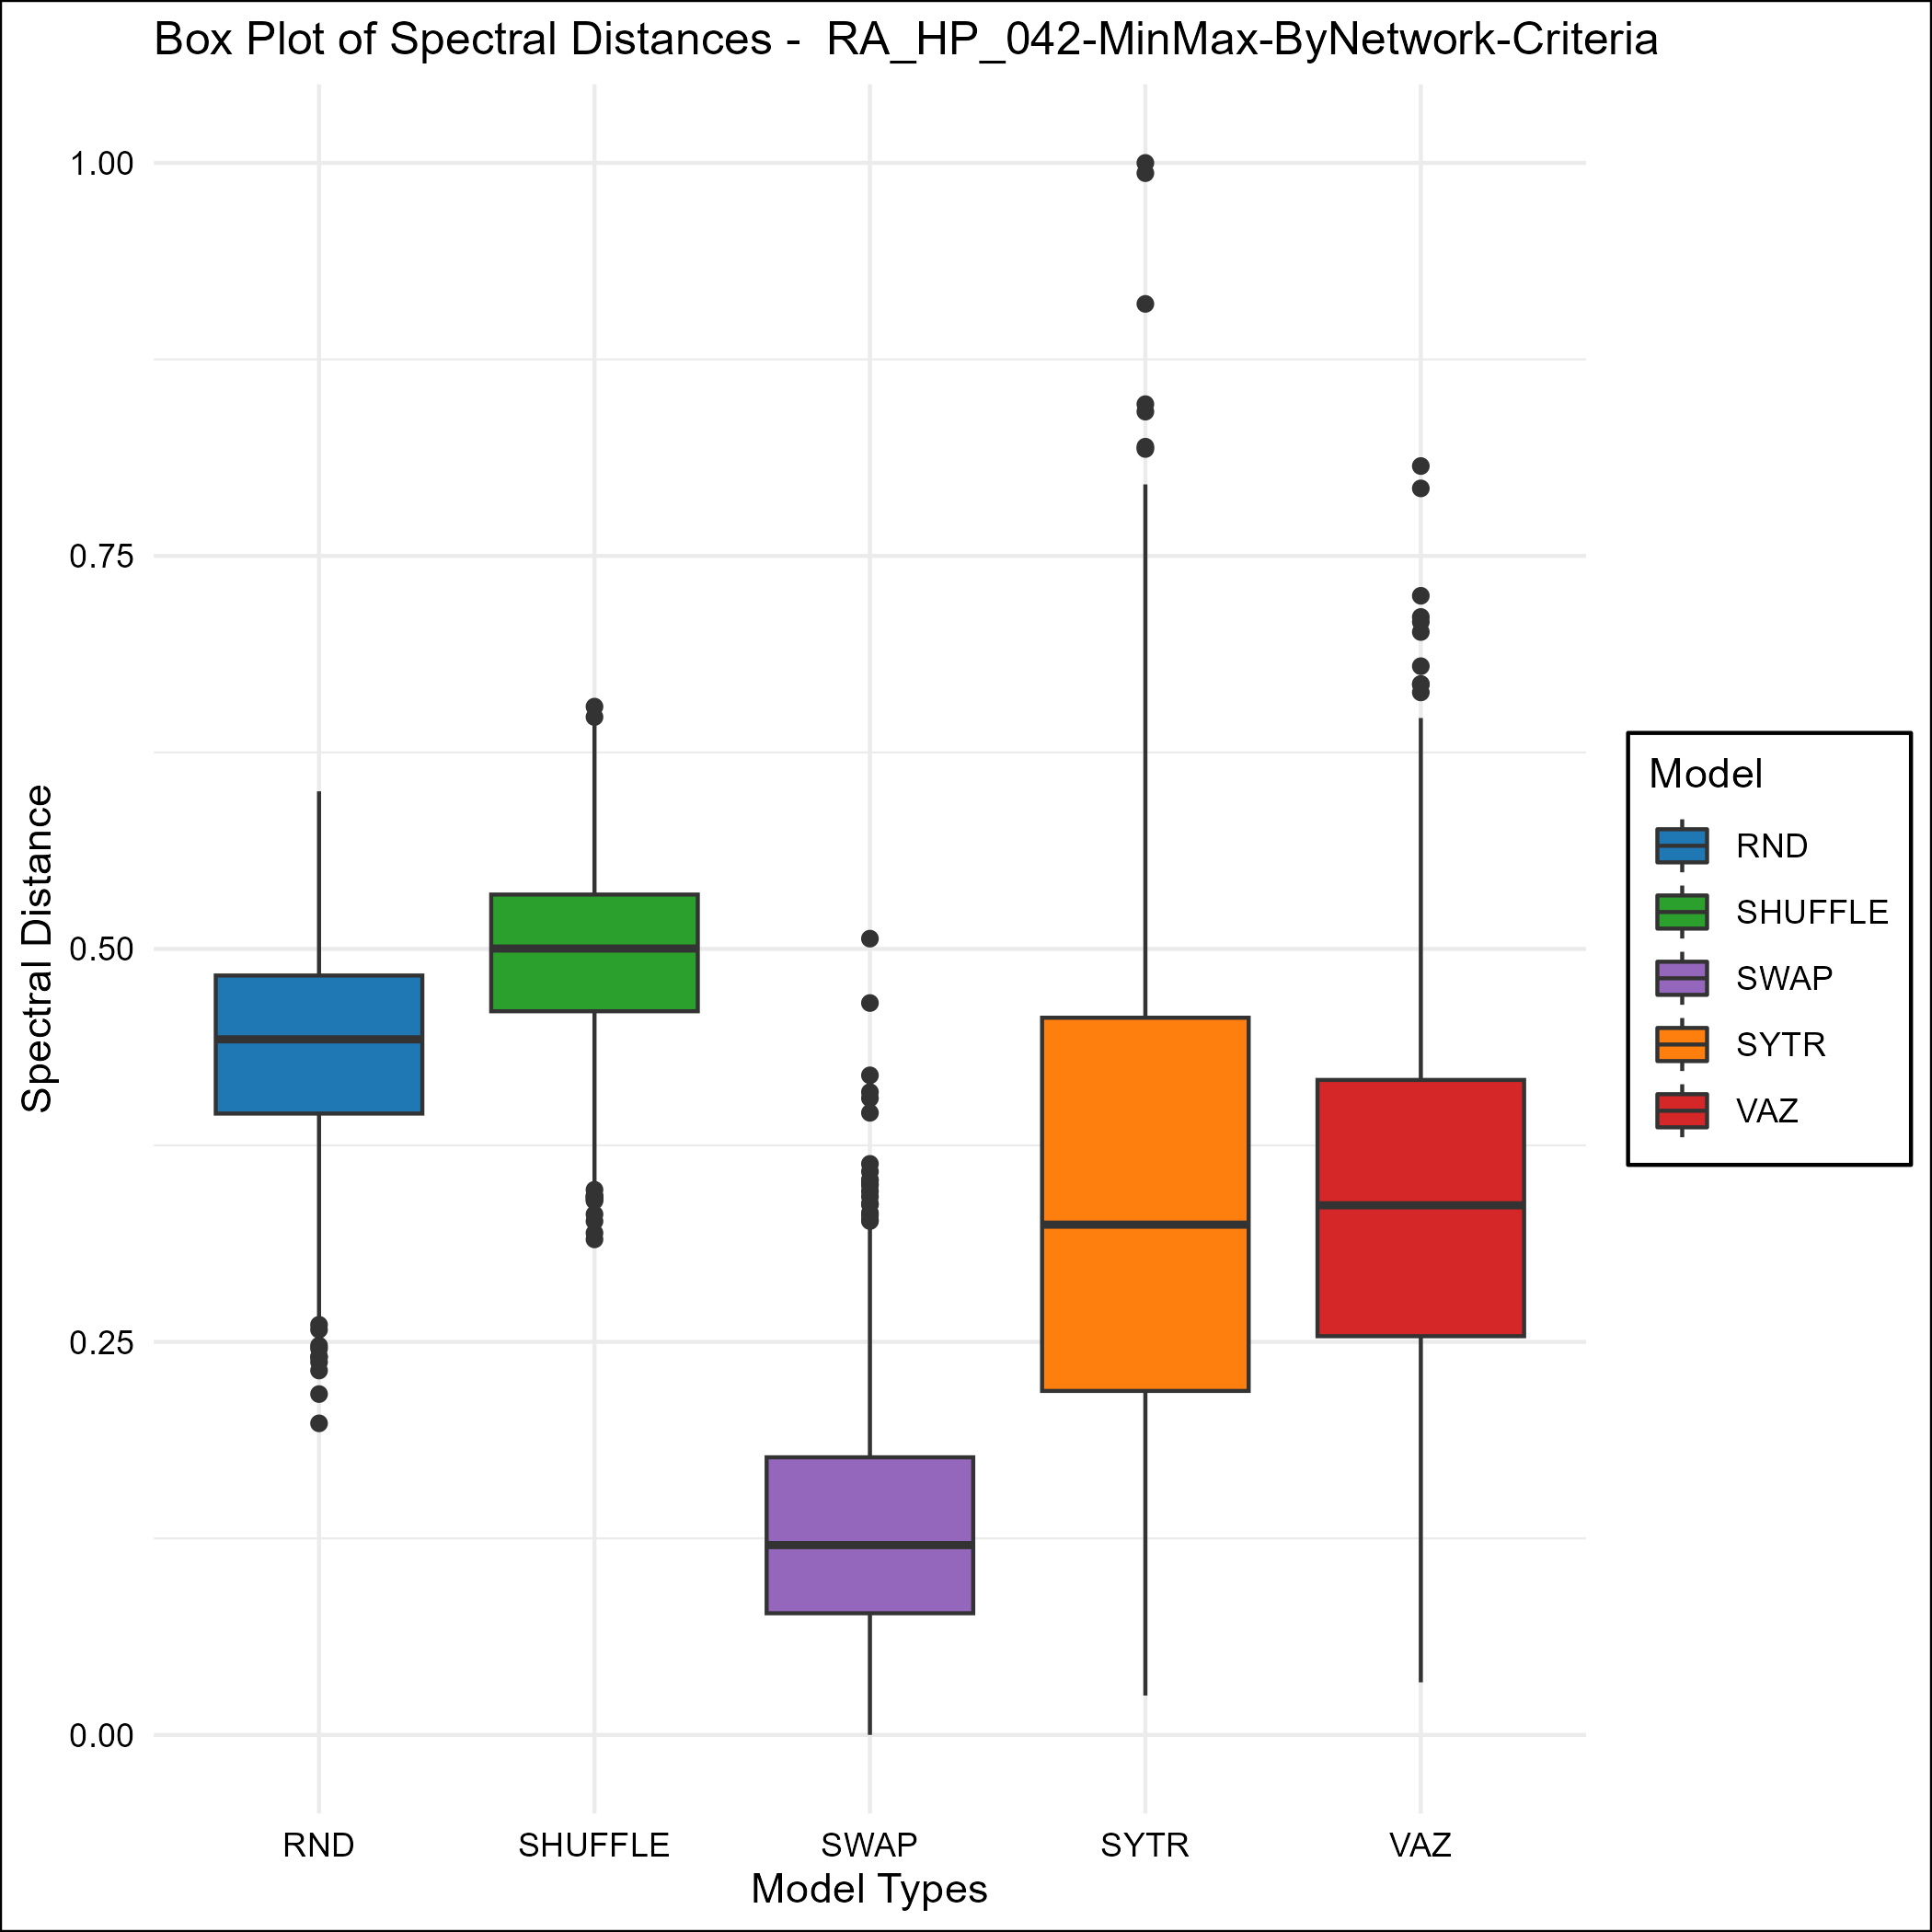 Box Plot of Spectral Distances -  RA_HP_042-MinMax-ByNetwork-Criteria
Spectral Distance
1.00
0.75
0.50
0.25
0.00
RND
SHUFFLE
SWAP
SYTR
VAZ
Model Types
Model
RND
SHUFFLE
SWAP
SYTR
VAZ